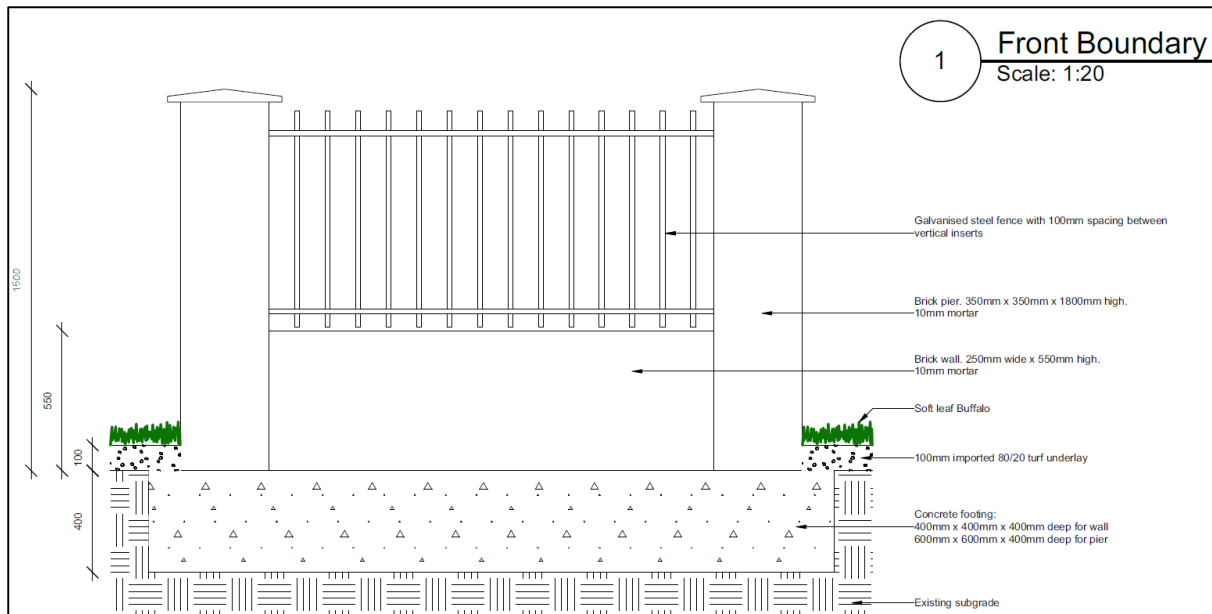 1
Front Boundary
Scale: 1:20
1500
550
100
400
Galvanised steel fence with 100mm spacing between
vertical inserts
Brick pier. 350mm x 350mm x 1800mm high.
10mm mortar
Brick wall. 250mm wide x 550mm high.
10mm mortar
Soft leaf Buffalo
100mm imported 80/20 turf underlay
Concrete footing:
400mm x 400mm x 400mm deep for wall
600mm x 600mm x 400mm deep for pier
Existing subgrade